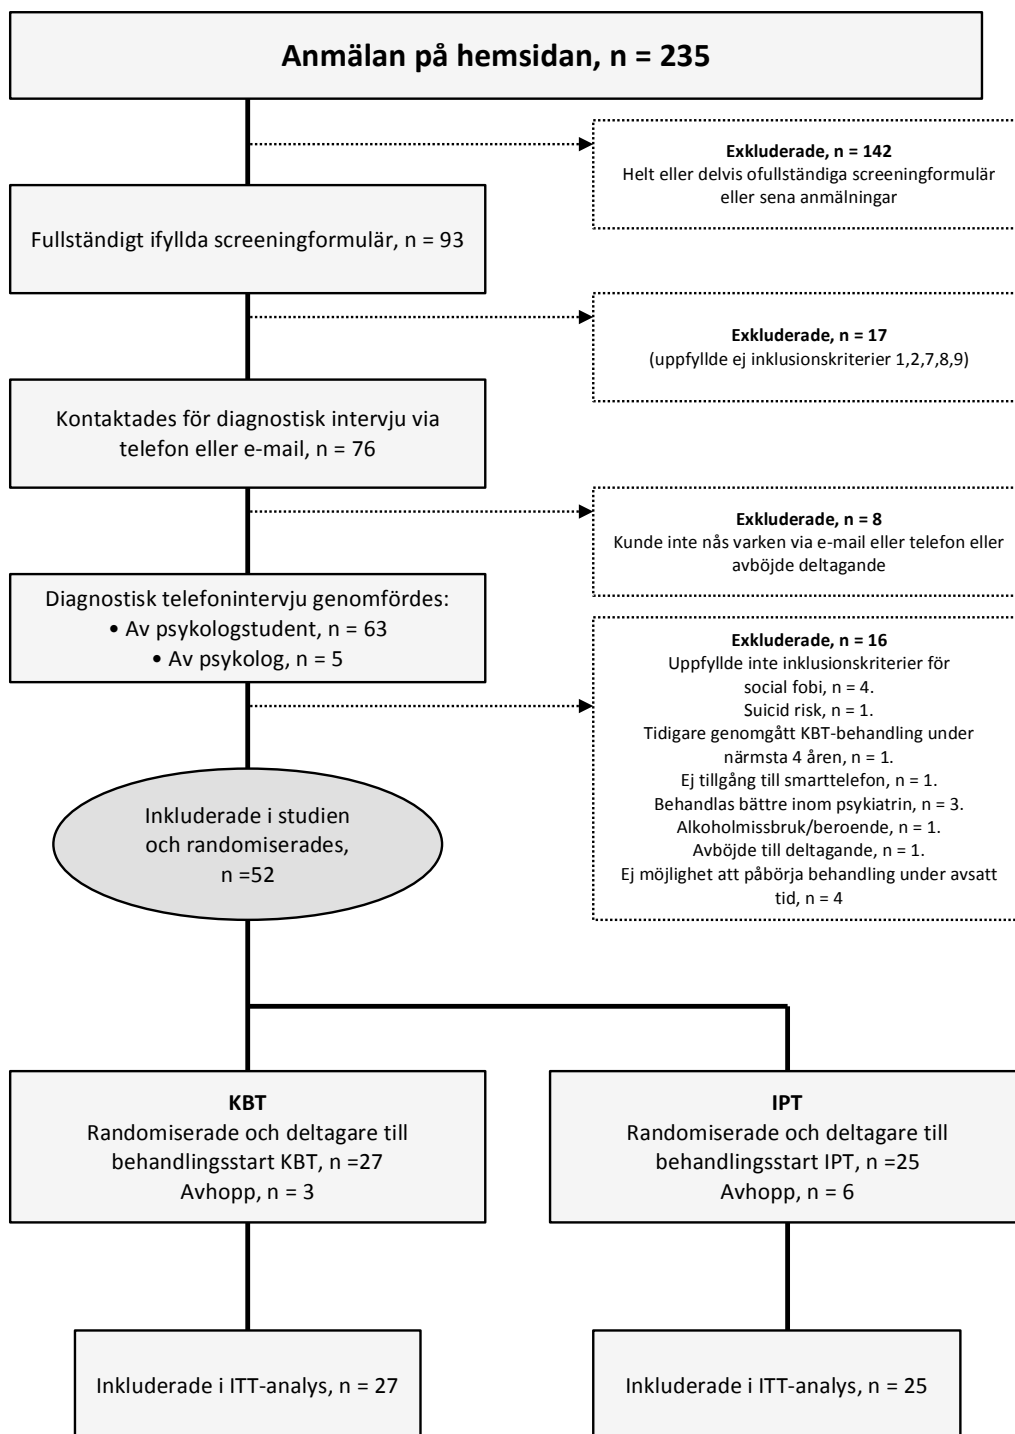 Anmälan på hemsidan, n = 235
Exkluderade, n = 142
Helt eller delvis ofullständiga screeningformulär
eller sena anmälningar
Fullständigt ifyllda screeningformulär, n = 93
Exkluderade, n = 17
(uppfyllde ej inklusionskriterier 1,2,7,8,9)
Kontaktades för diagnostisk intervju via
telefon eller e-mail, n = 76
Exkluderade, n = 8
Kunde inte nås varken via e-mail eller telefon eller
avböjde deltagande
Diagnostisk telefonintervju genomfördes:
• Av psykologstudent, n = 63
• Av psykolog, n = 5
Exkluderade, n = 16
Uppfyllde inte inklusionskriterier för
social fobi, n = 4.
Suicid risk, n = 1.
Tidigare genomgått KBT-behandling under
närmsta 4 åren, n = 1.
Ej tillgång till smarttelefon, n = 1.
Behandlas bättre inom psykiatrin, n = 3.
Alkoholmissbruk/beroende, n = 1.
Avböjde till deltagande, n = 1.
Ej möjlighet att påbörja behandling under avsatt
tid, n = 4
Inkluderade i studien
och randomiserades,
n =52
KBT
Randomiserade och deltagare till
behandlingsstart KBT, n =27
Avhopp, n = 3
IPT
Randomiserade och deltagare till
behandlingsstart IPT, n =25
Avhopp, n = 6
Inkluderade i ITT-analys, n = 27
Inkluderade i ITT-analys, n = 25